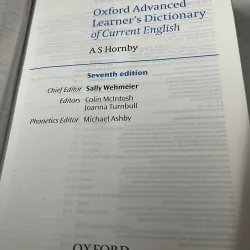 Oxford Advanced
Learner's Dictionary
of Current English
A S Hornby
Seventh edition
Chief Editor Sally Wehmeier
Editors Colin McIntosh
Joanna Turnbull
Phonetics Editor Michael Ashby
OXFORD